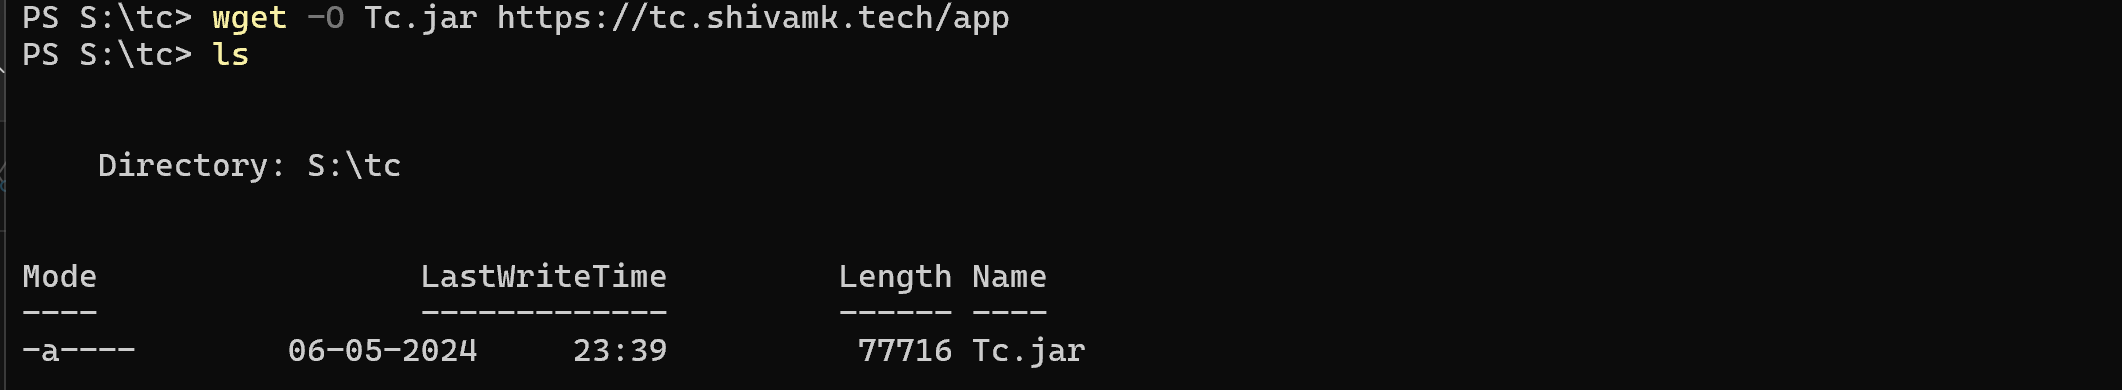 PS S:\tc> wget -O Tc.jar https://tc.shivamk.tech/app
PS S:\tc> ls
Directory: S:\tc
Mode LastWriteTime Length Name
---- ------------- ------ ----
-a---- 06-05-2024 23:39 77716 Tc.jar